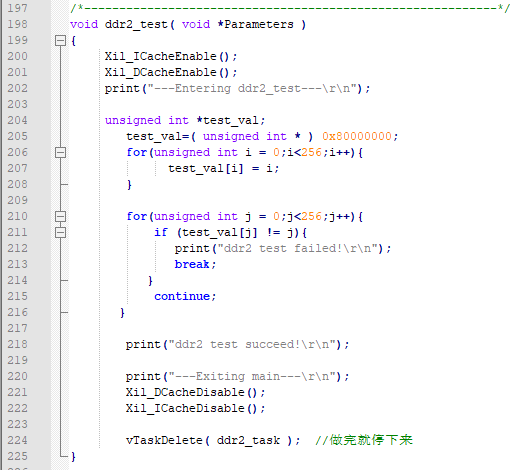 197 /*-----------------------------------------------------------*/
198 void ddr2_test( void *Parameters )
199 {
200 Xil_ICacheEnable();
201 Xil_DCacheEnable();
202 print("---Entering ddr2_test---\r\n");
203
204 unsigned int *test_val;
205 test_val=( unsigned int * ) 0x80000000;
206 for(unsigned int i = 0;i<256;i++){
207 test_val[i] = i;
208 }
209
210 for(unsigned int j = 0;j<256;j++){
211 if (test_val[j] != j){
212 print("ddr2 test failed!\r\n");
213 break;
214 }
215 continue;
216 }
217
218 print("ddr2 test succeed!\r\n");
219
220 print("---Exiting main---\r\n");
221 Xil_DCacheDisable();
222 Xil_ICacheDisable();
223
224 vTaskDelete( ddr2_task ); //做完就停下来
225 }